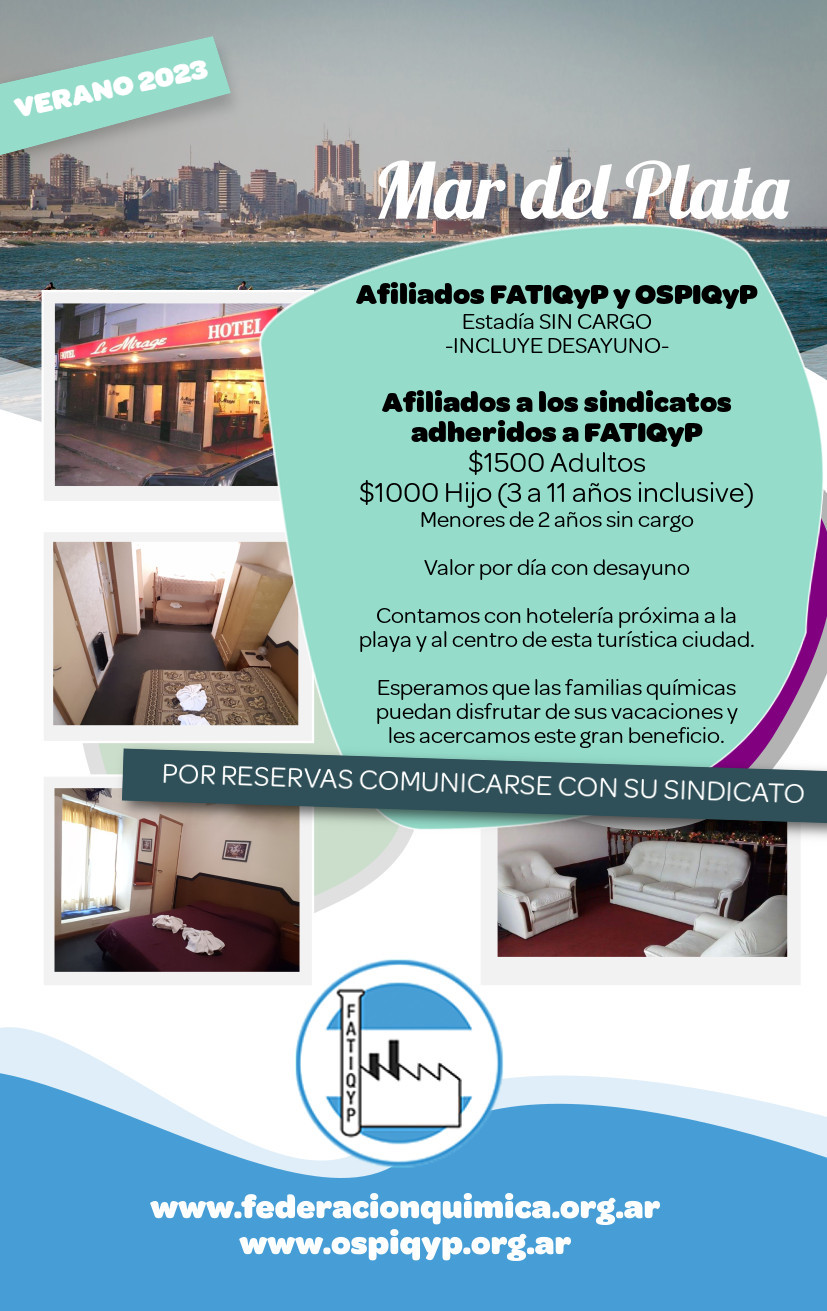 VERANO 2023
Mar del Plata
HOTEL
HOTEL
Le Mirage
Afiliados FATIQyP y OSPIQyP
Estadía SIN CARGO
-INCLUYE DESAYUNO-
Afiliados a los sindicatos
adheridos a FATIQyP
$1500 Adultos
$1000 Hijo (3 a 11 años inclusive)
Menores de 2 años sin cargo
Valor por día con desayuno
Contamos con hotelería próxima a la
playa y al centro de esta turística ciudad.
Esperamos que las familias químicas
puedan disfrutar de sus vacaciones y
les acercamos este gran beneficio.
POR RESERVAS COMUNICARSE CON SU SINDICATO
FATIQYP
www.federacionquimica.org.ar
www.ospiqyp.org.ar